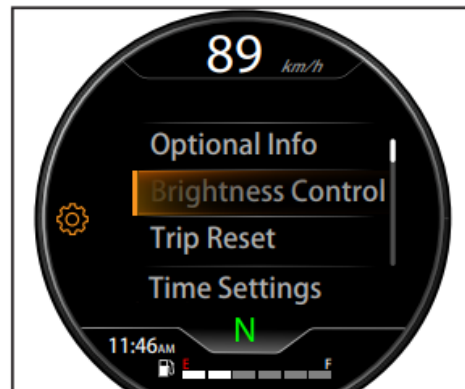 89 km/h
Optional Info
Brightness Control
Trip Reset
Time Settings
N
11:46AM
E F